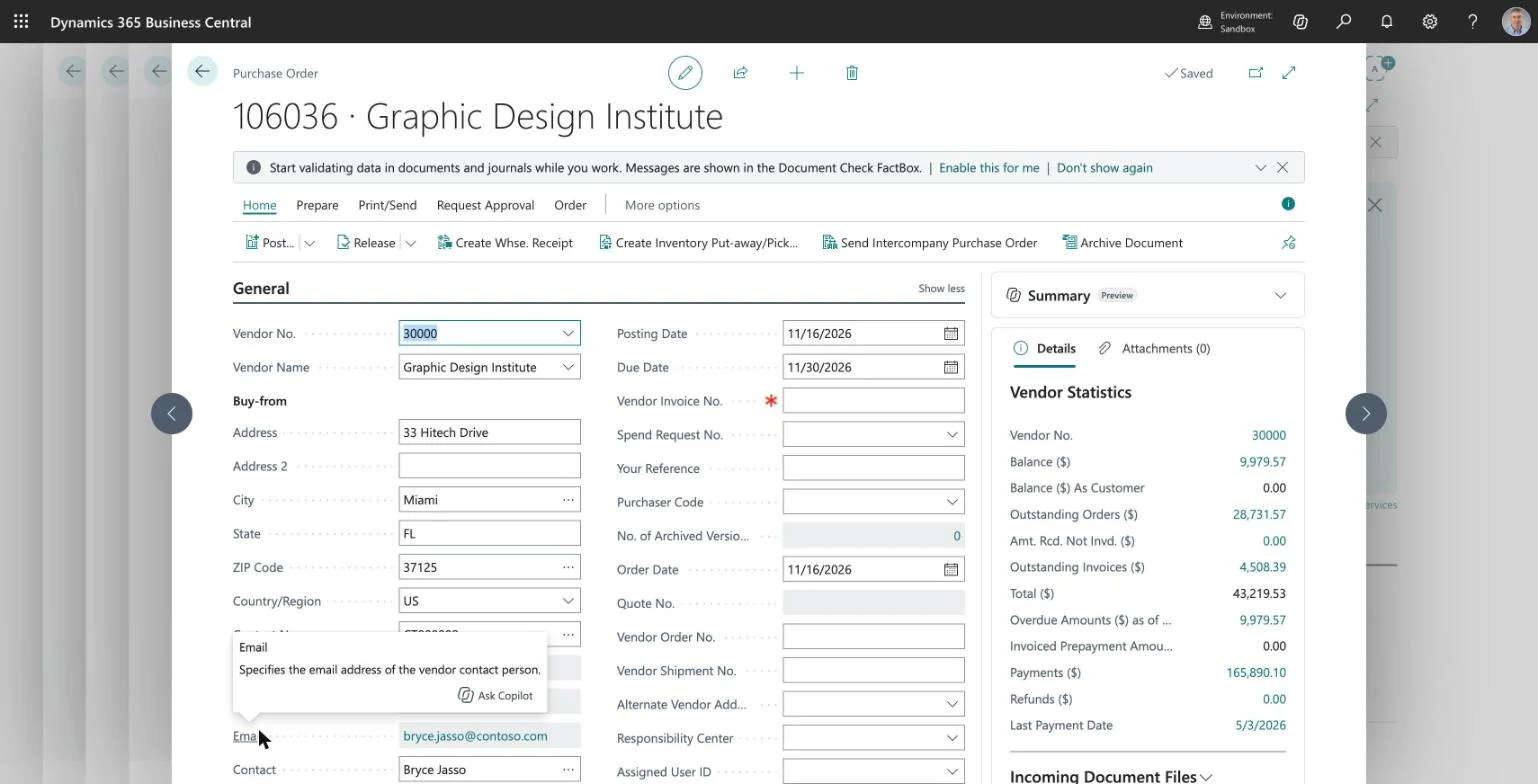 Dynamics 365 Business Central
Environment:
Sandbox
Purchase Order
Saved
106036 · Graphic Design Institute
Start validating data in documents and journals while you work. Messages are shown in the Document Check FactBox. | Enable this for me | Don't show again
Home Prepare Print/Send Request Approval Order More options
Post... Release Create Whse. Receipt Create Inventory Put-away/Pick... Send Intercompany Purchase Order Archive Document
General Show less
Vendor No. 30000
Vendor Name Graphic Design Institute
Buy-from
Address 33 Hitech Drive
Address 2
City Miami
State FL
ZIP Code 37125
Country/Region US
Email
Specifies the email address of the vendor contact person.
Ask Copilot
bryce.jasso@contoso.com
Contact Bryce Jasso
Posting Date 11/16/2026
Due Date 11/30/2026
Vendor Invoice No.
Spend Request No.
Your Reference
Purchaser Code
No. of Archived Versio... 0
Order Date 11/16/2026
Quote No.
Vendor Order No.
Vendor Shipment No.
Alternate Vendor Add...
Responsibility Center
Assigned User ID
Summary Preview
Details Attachments (0)
Vendor Statistics
Vendor No. 30000
Balance ($) 9,979.57
Balance ($) As Customer 0.00
Outstanding Orders ($) 28,731.57
Amt. Rcd. Not Invd. ($) 0.00
Outstanding Invoices ($) 4,508.39
Total ($) 43,219.53
Overdue Amounts ($) as of ... 9,979.57
Invoiced Prepayment Amou... 0.00
Payments ($) 165,890.10
Refunds ($) 0.00
Last Payment Date 5/3/2026
Incoming Document Files